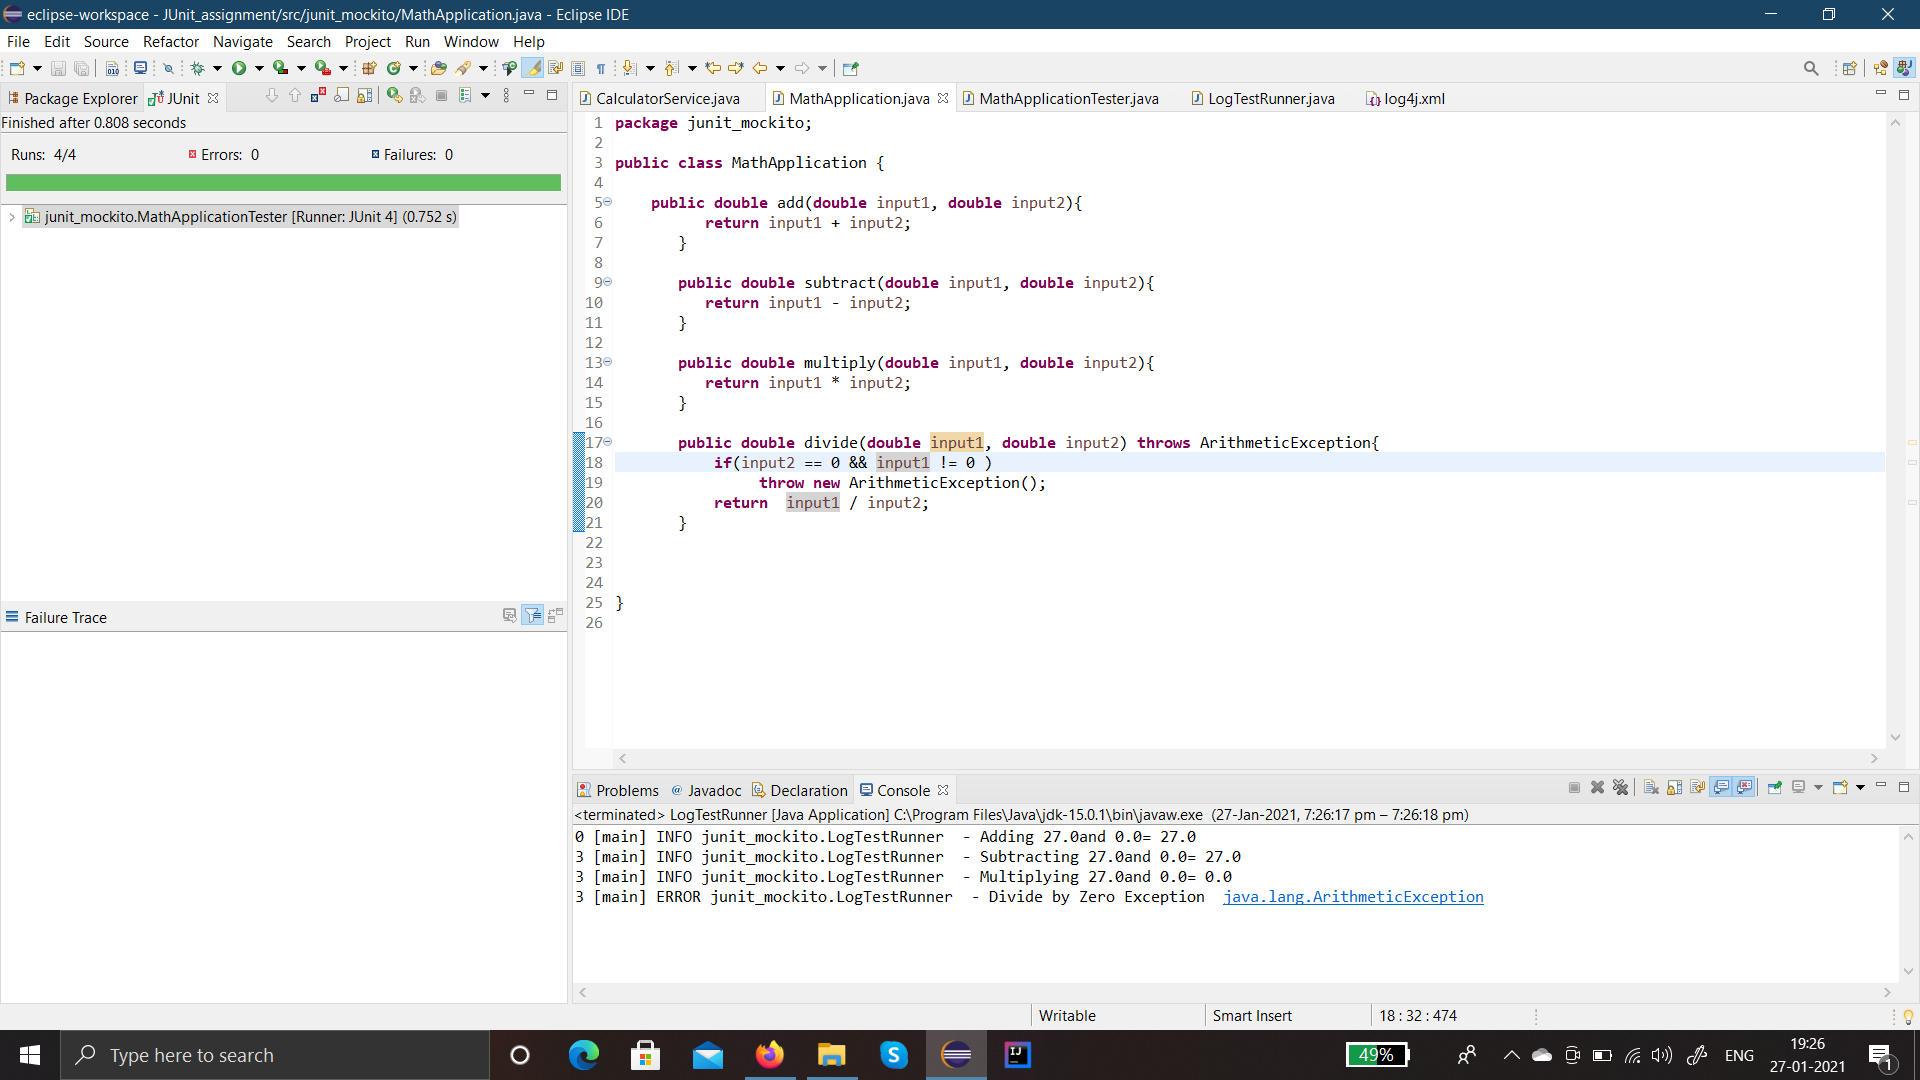 eclipse-workspace - JUnit_assignment/src/junit_mockito/MathApplication.java - Eclipse IDE
File Edit Source Refactor Navigate Search Project Run Window Help
Package Explorer JUnit
Finished after 0.808 seconds
Runs: 4/4 Errors: 0 Failures: 0
junit_mockito.MathApplicationTester [Runner: JUnit 4] (0.752 s)
Failure Trace
CalculatorService.java MathApplication.java MathApplicationTester.java LogTestRunner.java log4j.xml
1 package junit_mockito;
2
3 public class MathApplication {
4
5 public double add(double input1, double input2){
6 return input1 + input2;
7 }
8
9 public double subtract(double input1, double input2){
10 return input1 - input2;
11 }
12
13 public double multiply(double input1, double input2){
14 return input1 * input2;
15 }
16
17 public double divide(double input1, double input2) throws ArithmeticException{
18 if(input2 == 0 && input1 != 0 )
19 throw new ArithmeticException();
20 return  input1 / input2;
21 }
22
23
24
25 }
26
Problems @ Javadoc Declaration Console
<terminated> LogTestRunner [Java Application] C:\Program Files\Java\jdk-15.0.1\bin\javaw.exe (27-Jan-2021, 7:26:17 pm – 7:26:18 pm)
0 [main] INFO junit_mockito.LogTestRunner  - Adding 27.0and 0.0= 27.0
3 [main] INFO junit_mockito.LogTestRunner  - Subtracting 27.0and 0.0= 27.0
3 [main] INFO junit_mockito.LogTestRunner  - Multiplying 27.0and 0.0= 0.0
3 [main] ERROR junit_mockito.LogTestRunner  - Divide by Zero Exception  java.lang.ArithmeticException
Writable Smart Insert 18 : 32 : 474
Type here to search
49%
ENG
19:26
27-01-2021
1